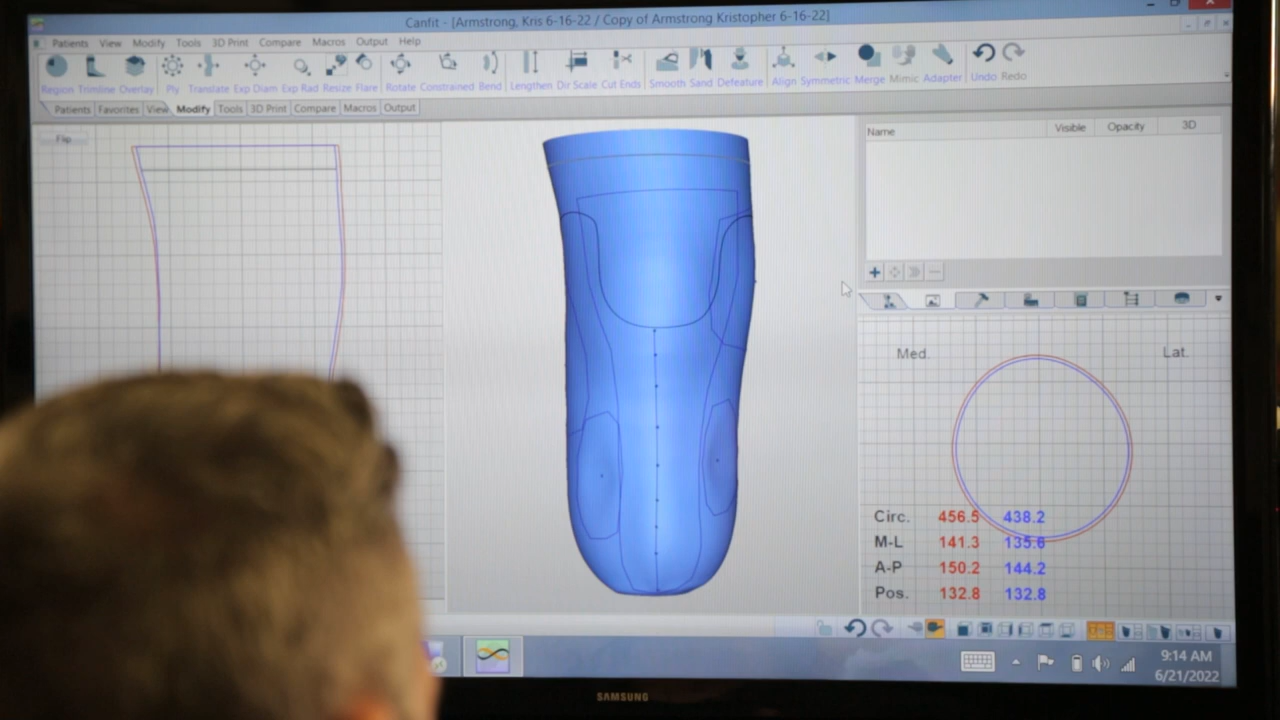 Canfit - [Armstrong, Kris 6-16-22 / Copy of Armstrong Kristopher 6-16-22]
Patients View Modify Tools 3D Print Compare Macros Output Help
Region Trimline Overlay Ply Translate Exp Diam Exp Rad Resize Flare Rotate Constrained Bend Lengthen Dir Scale Cut Ends Smooth Sand Defeature Align Symmetric Merge Mimic Adapter Undo Redo
Patients Favorites View Modify Tools 3D Print Compare Macros Output
Flip
Name Visible Opacity 3D
Med. Lat.
Circ. 456.5 438.2
M-L 141.3 135.6
A-P 150.2 144.2
Pos. 132.8 132.8
9:14 AM
6/21/2022
SAMSUNG